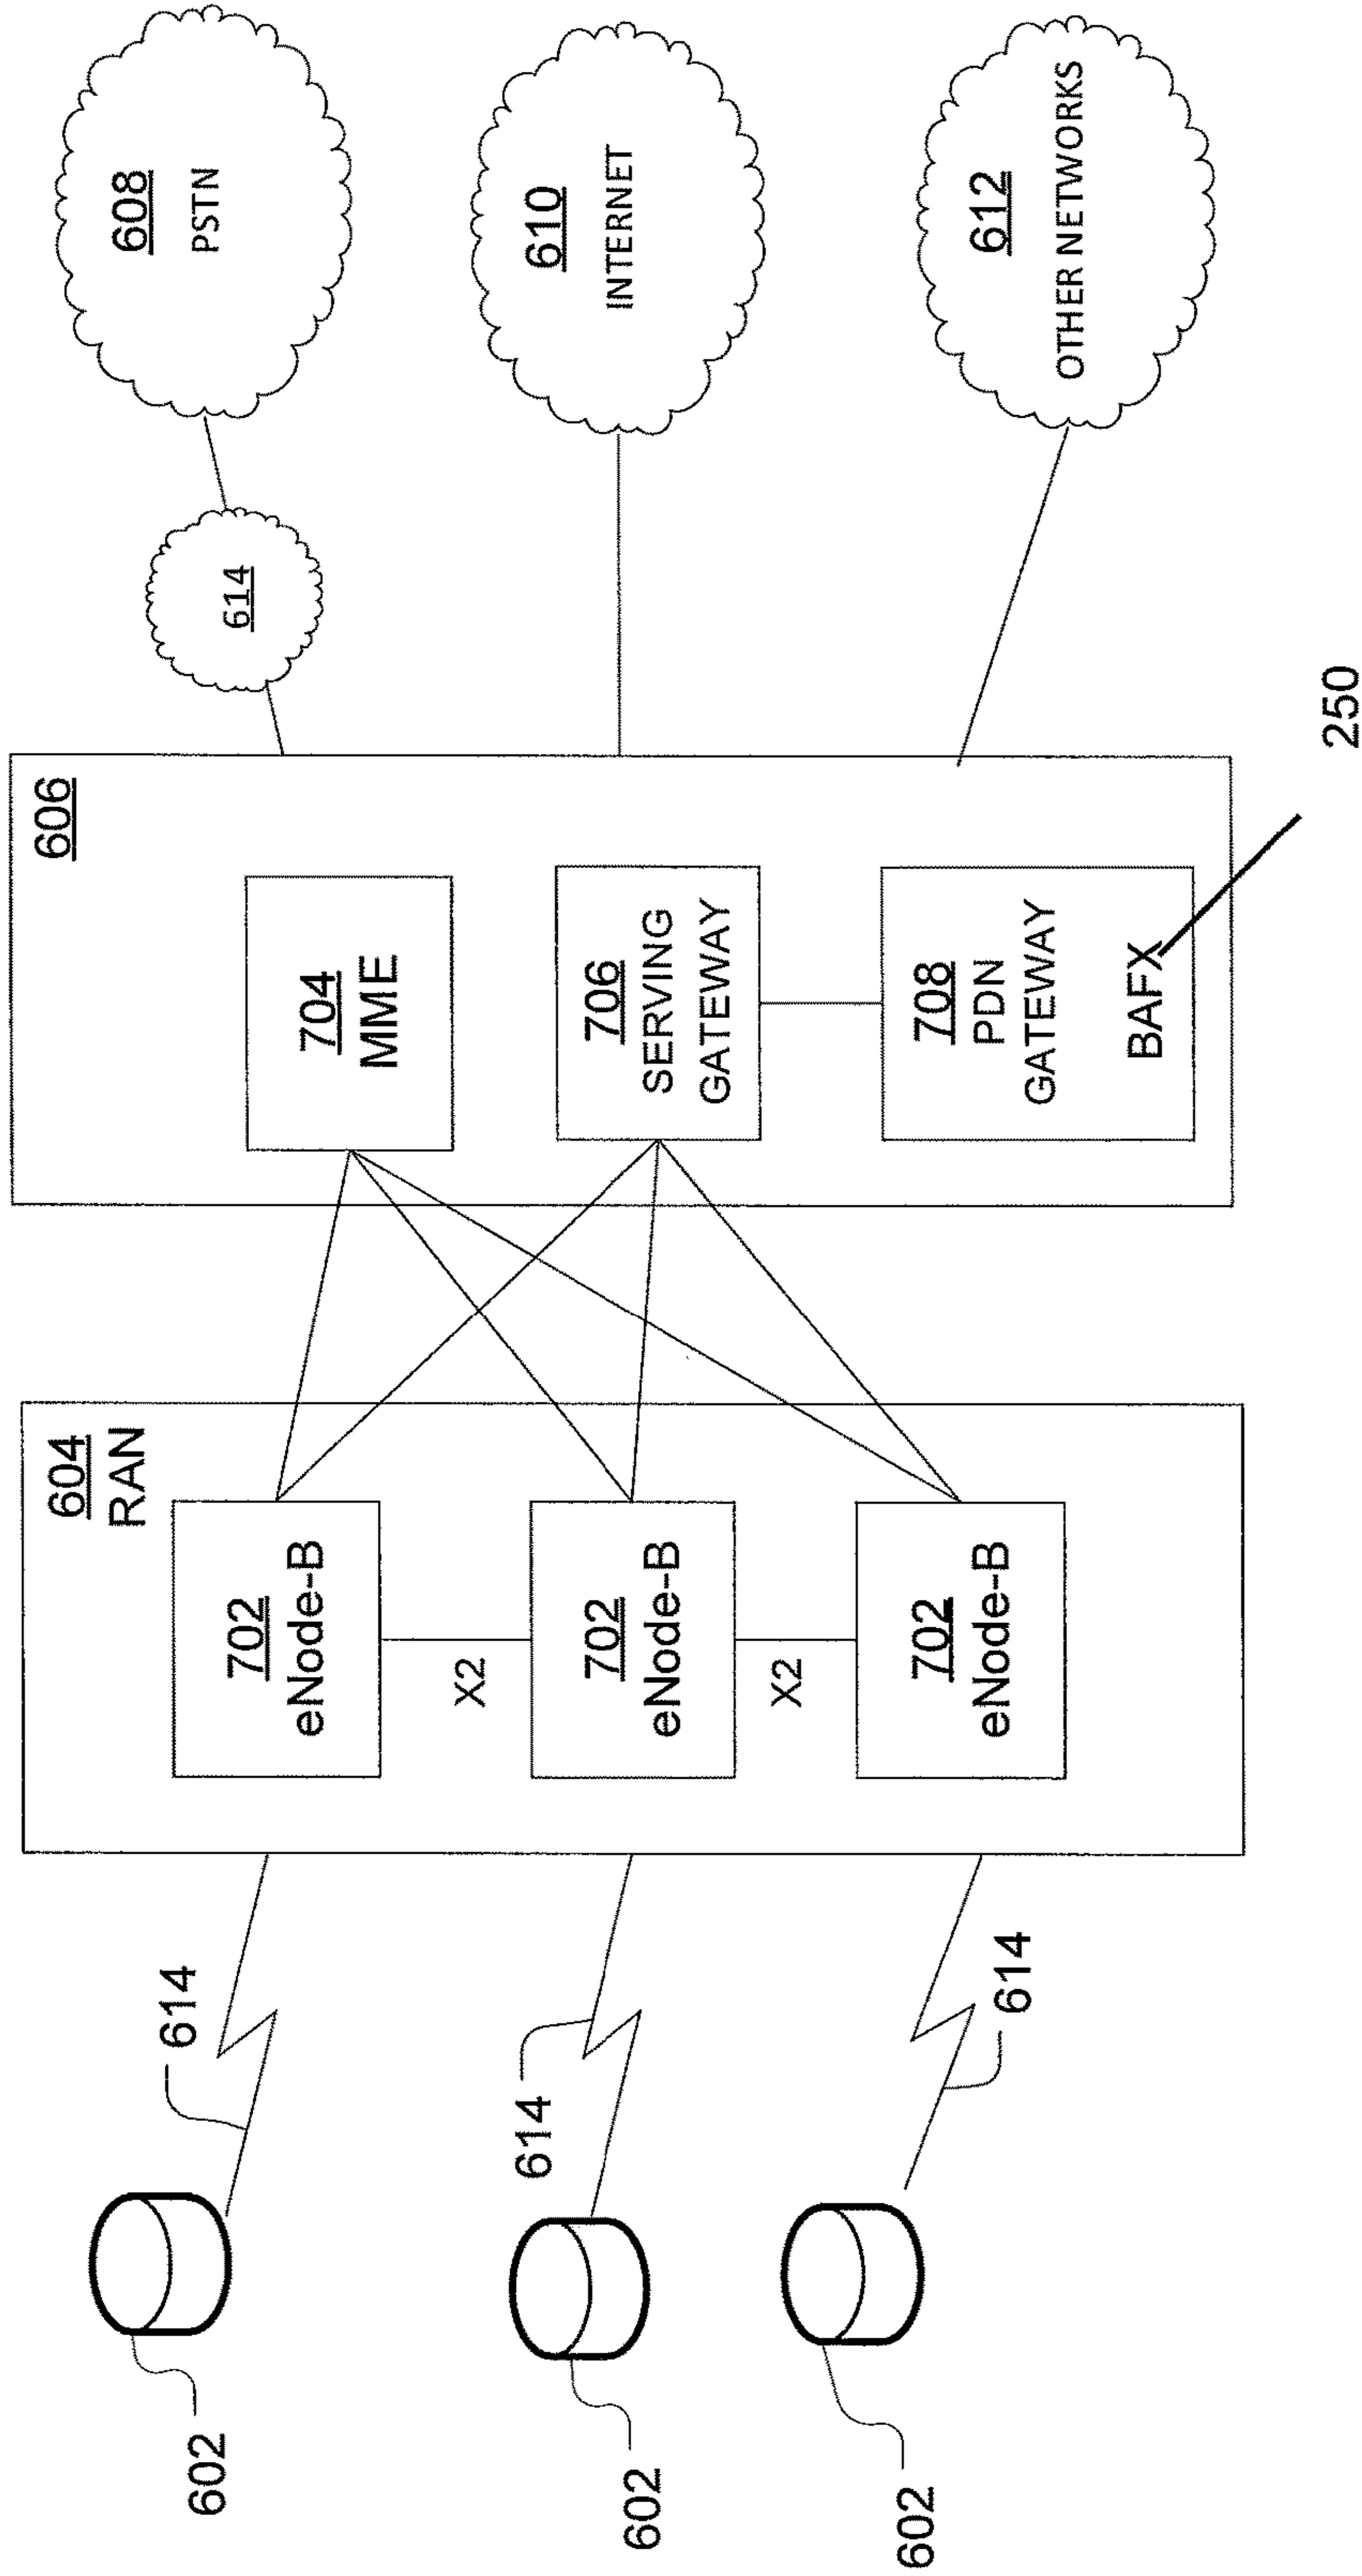 602
602
602
614
614
614
604
RAN
702
eNode-B
X2
702
eNode-B
X2
702
eNode-B
606
704
MME
706
SERVING
GATEWAY
708
PDN
GATEWAY
BAFX
250
614
608
PSTN
610
INTERNET
612
OTHER NETWORKS